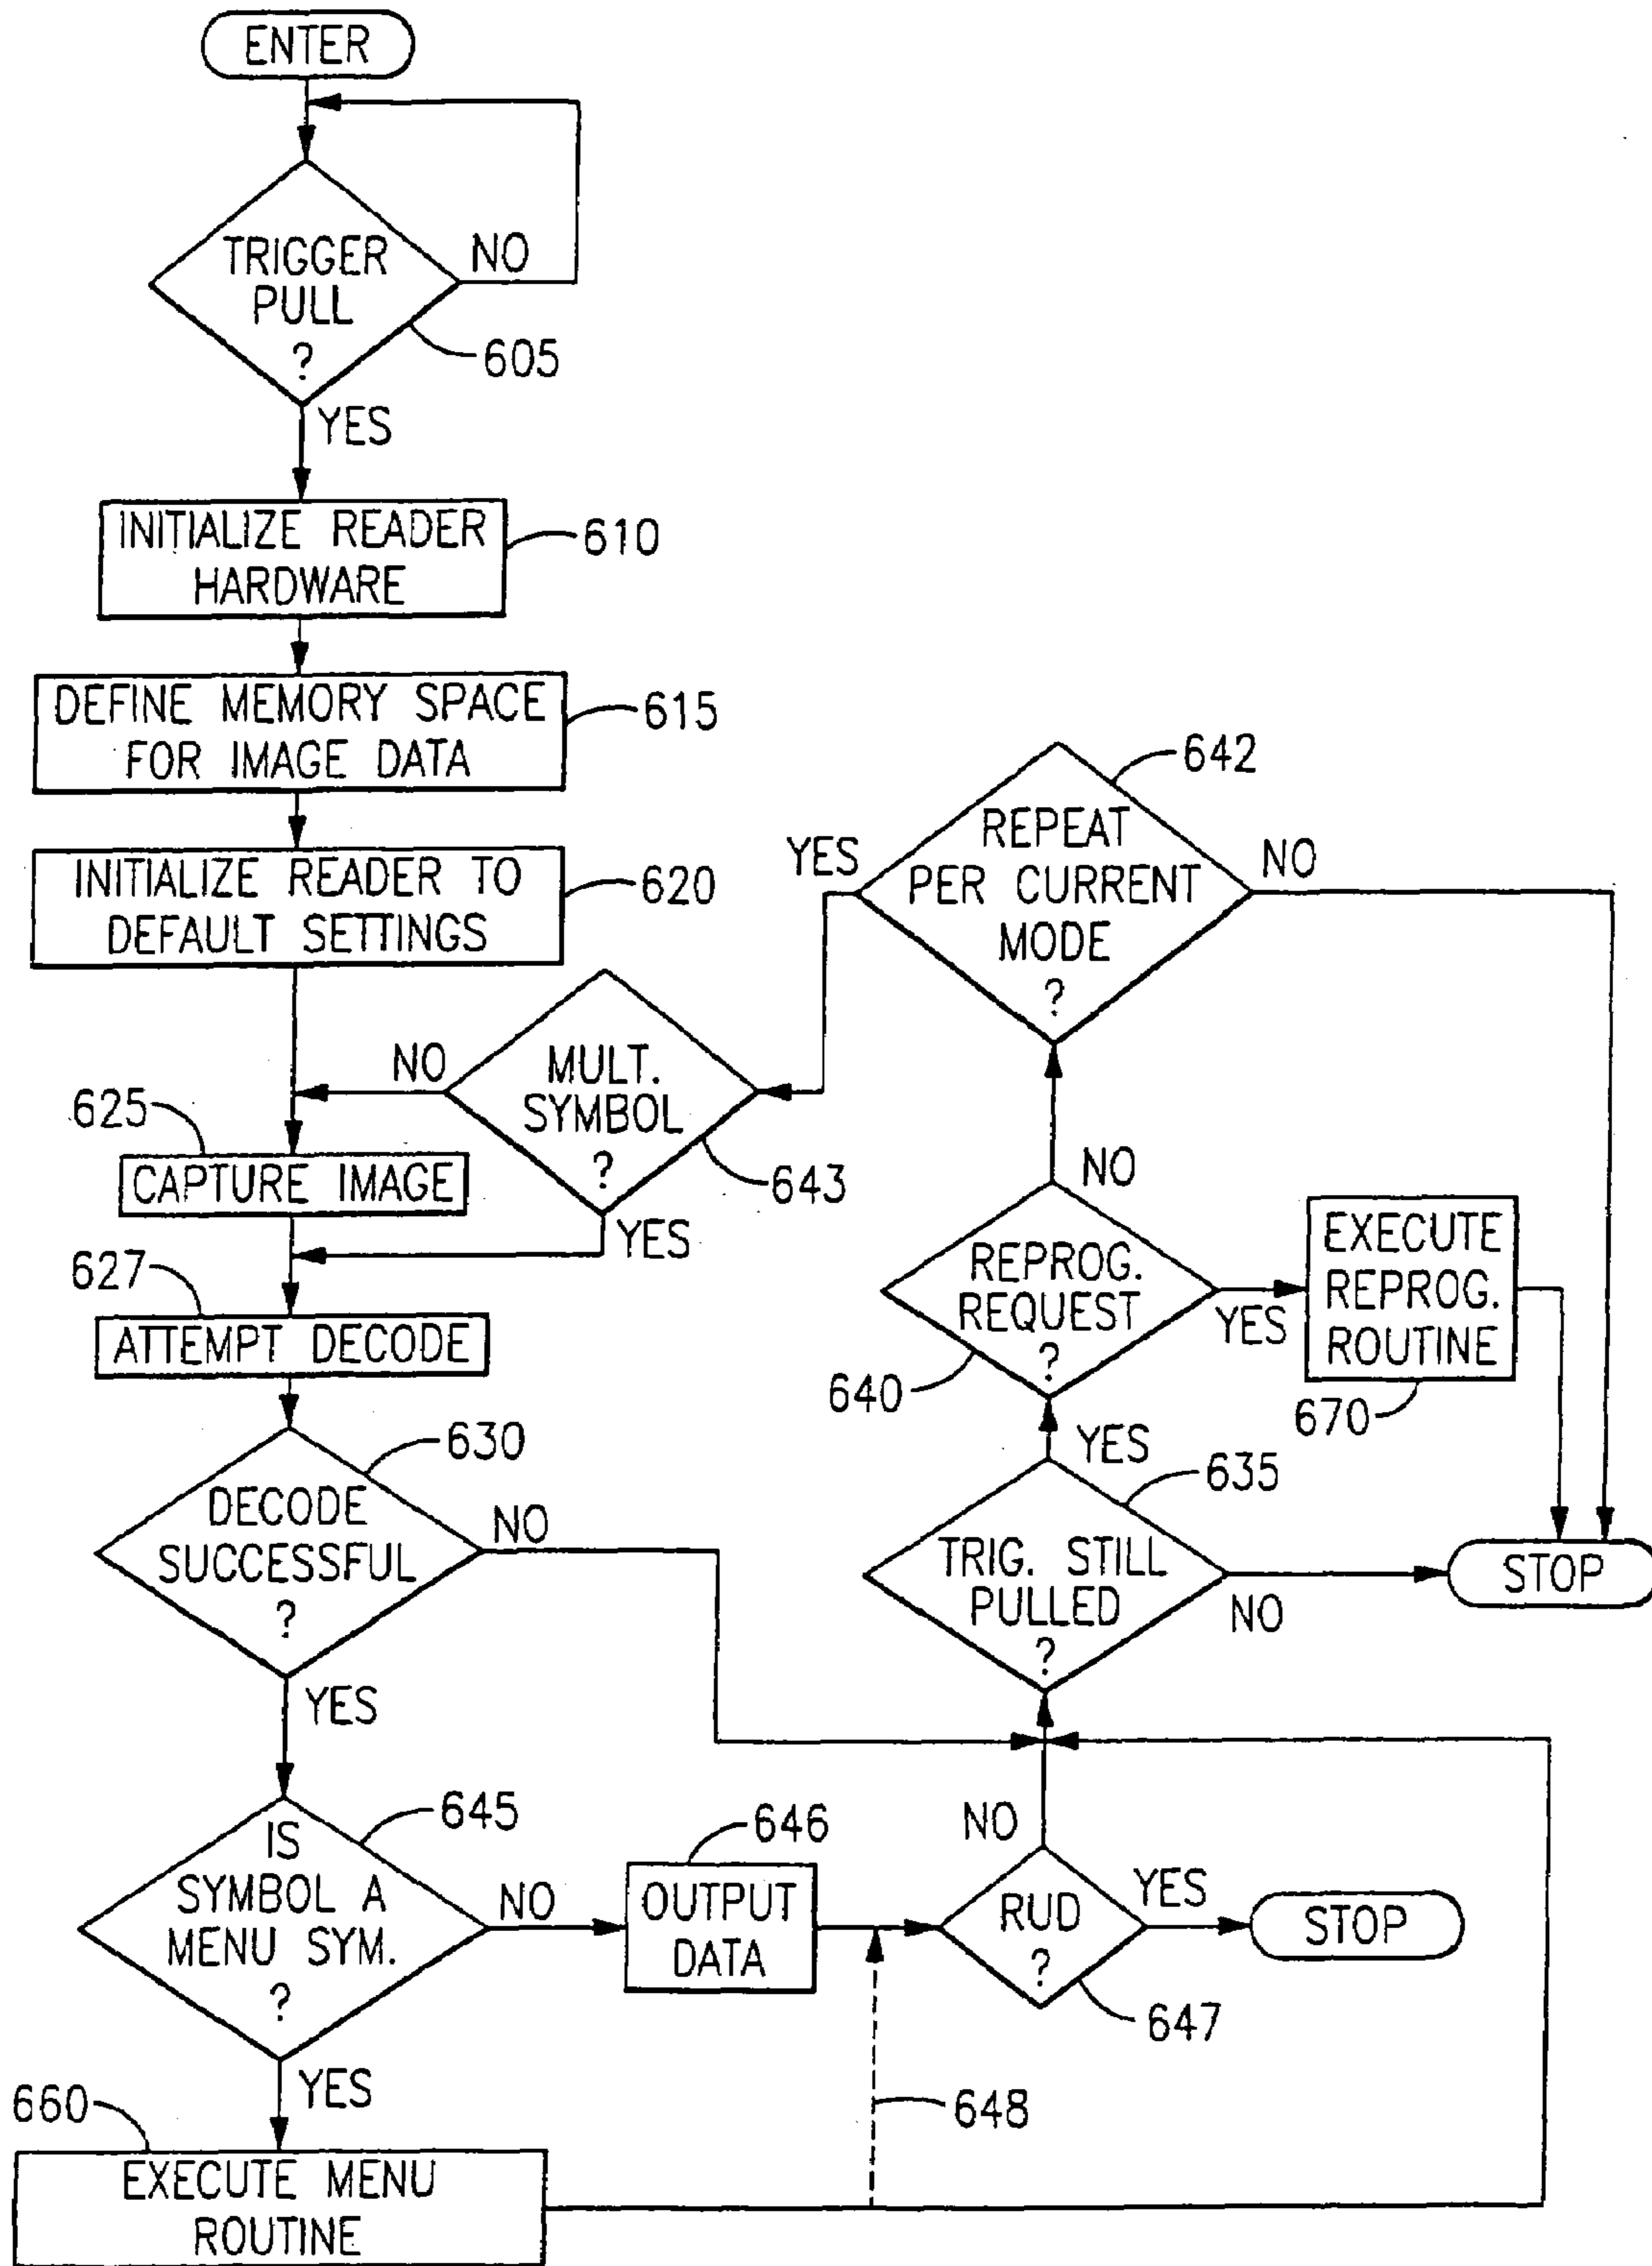 ENTER
TRIGGER
PULL
?
NO
605
YES
INITIALIZE READER
HARDWARE
610
DEFINE MEMORY SPACE
FOR IMAGE DATA
615
INITIALIZE READER TO
DEFAULT SETTINGS
620
642
REPEAT
PER CURRENT
MODE
?
YES
NO
MULT.
SYMBOL
?
NO
643
YES
625
CAPTURE IMAGE
627
ATTEMPT DECODE
NO
REPROG.
REQUEST
?
640
YES
EXECUTE
REPROG.
ROUTINE
670
630
DECODE
SUCCESSFUL
?
NO
YES
YES
635
TRIG. STILL
PULLED
?
NO
STOP
645
IS
SYMBOL A
MENU SYM.
?
NO
YES
646
OUTPUT
DATA
NO
RUD
?
YES
647
STOP
648
660
EXECUTE MENU
ROUTINE